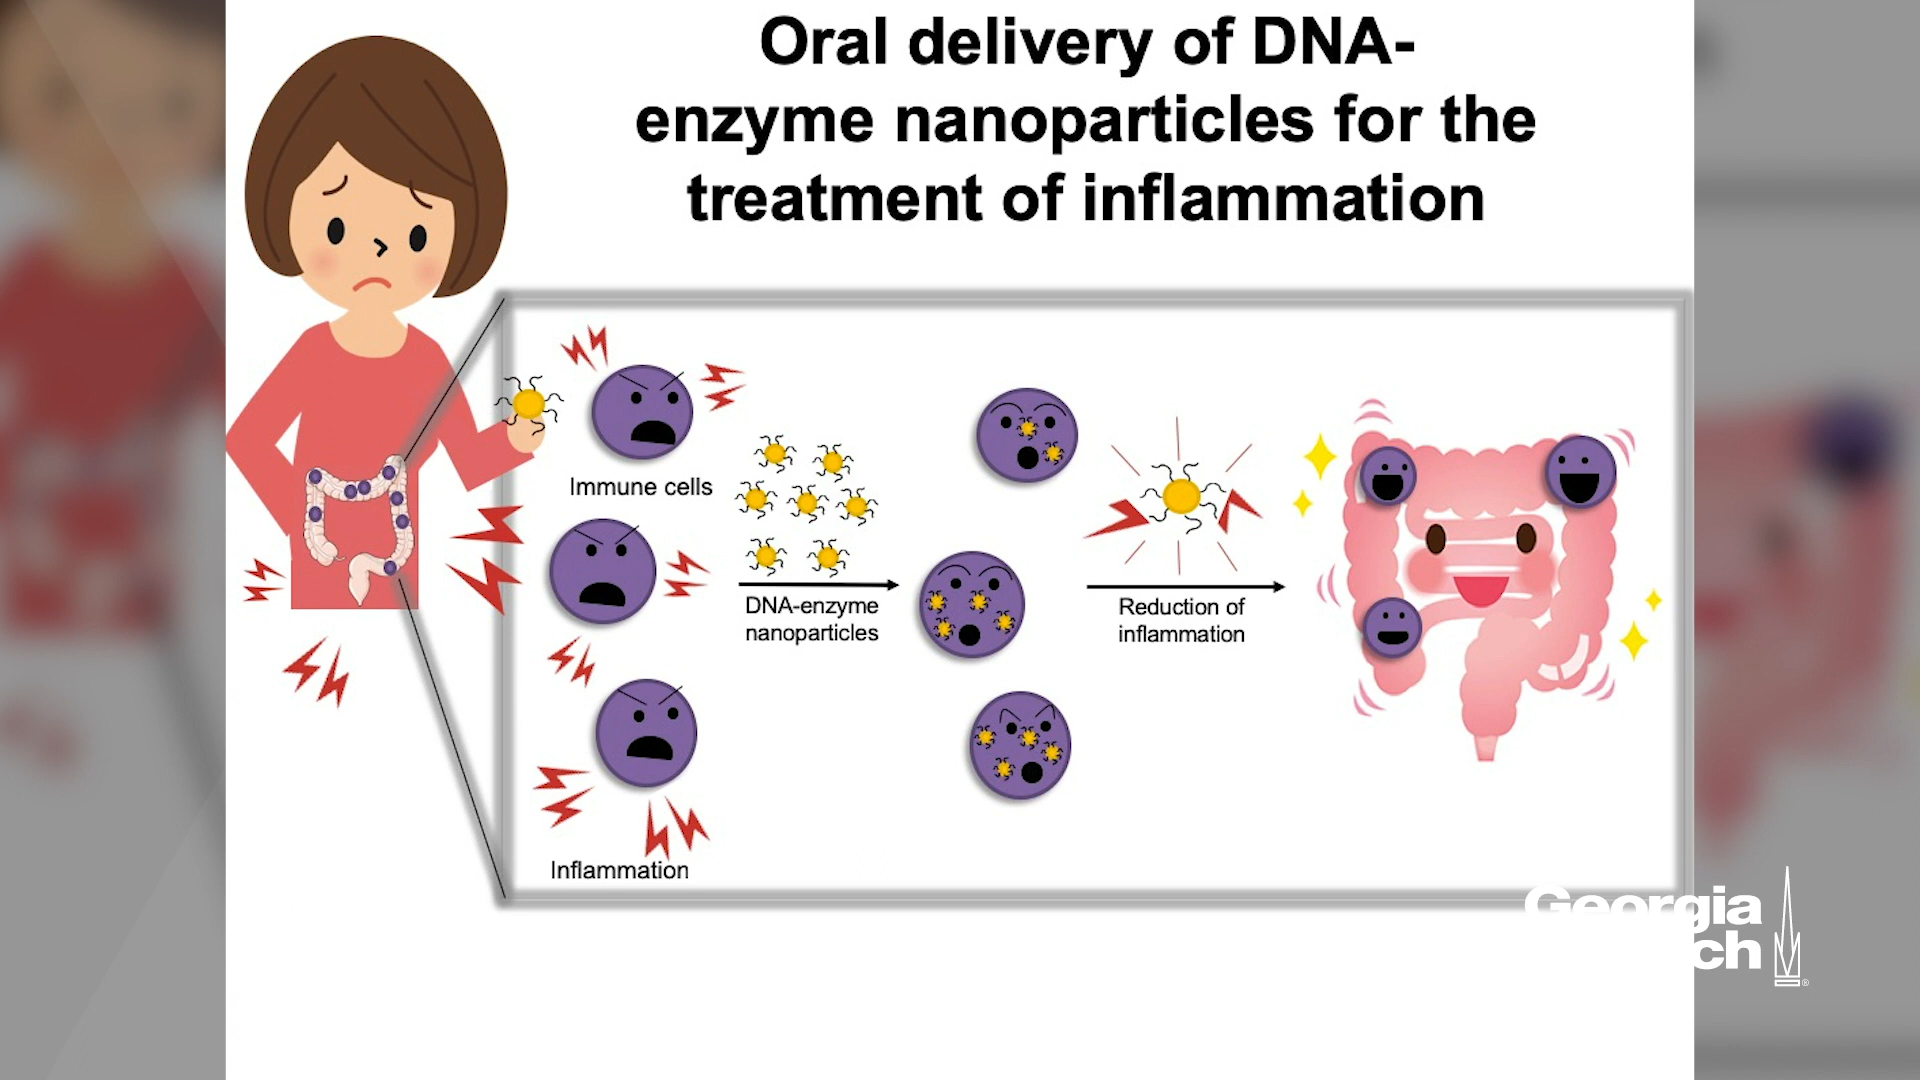 Oral delivery of DNA-
enzyme nanoparticles for the
treatment of inflammation
Immune cells
DNA-enzyme
nanoparticles
Reduction of
inflammation
Inflammation
Georgia